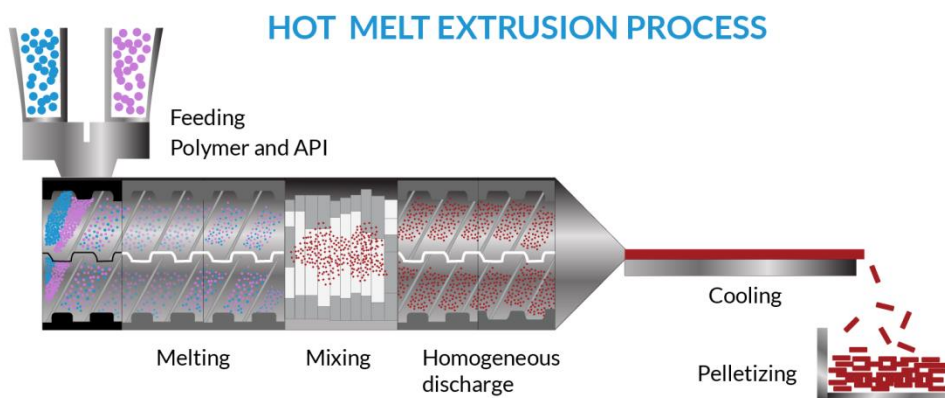 HOT MELT EXTRUSION PROCESS
Feeding
Polymer and API
Cooling
Melting
Mixing
Homogeneous
discharge
Pelletizing